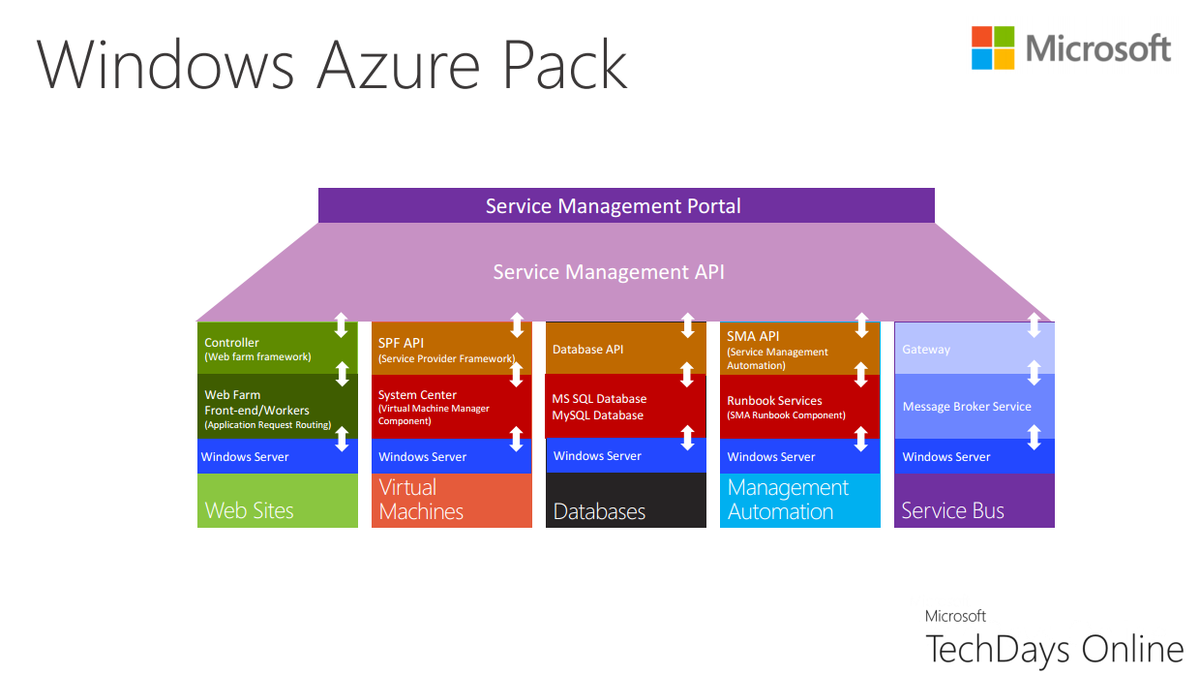 Windows Azure Pack
Microsoft
Service Management Portal
Service Management API
Controller
(Web farm framework)
Web Farm
Front-end/Workers
(Application Request Routing)
Windows Server
Web Sites
SPF API
(Service Provider Framework)
System Center
(Virtual Machine Manager
Component)
Windows Server
Virtual
Machines
Database API
MS SQL Database
MySQL Database
Windows Server
Databases
SMA API
(Service Management
Automation)
Runbook Services
(SMA Runbook Component)
Windows Server
Management
Automation
Gateway
Message Broker Service
Windows Server
Service Bus
Microsoft
TechDays Online